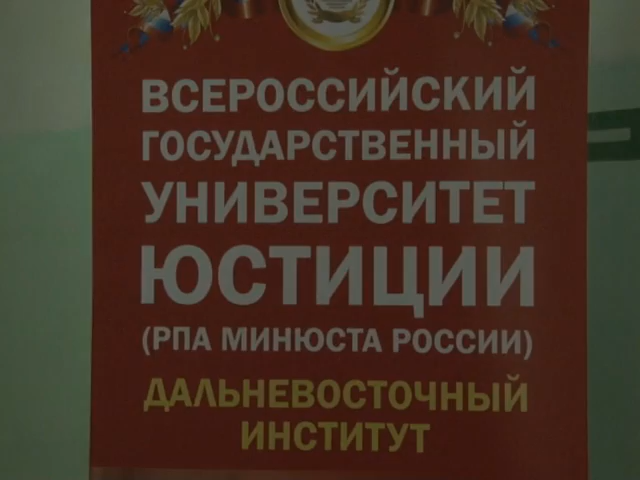 ВСЕРОССИЙСКИЙ
ГОСУДАРСТВЕННЫЙ
УНИВЕРСИТЕТ
ЮСТИЦИИ
(РПА МИНЮСТА РОССИИ)
ДАЛЬНЕВОСТОЧНЫЙ
ИНСТИТУТ